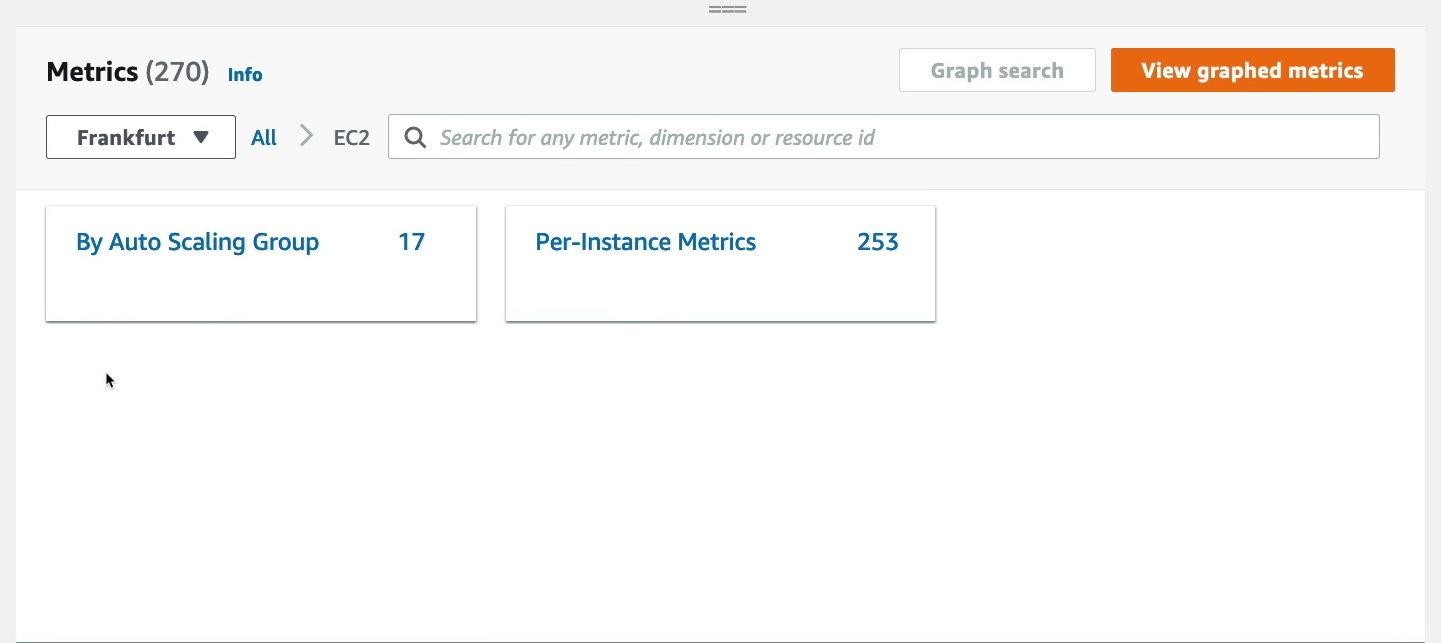 Metrics (270) Info
Graph search
View graphed metrics
Frankfurt
All
EC2
Search for any metric, dimension or resource id
By Auto Scaling Group 17
Per-Instance Metrics 253